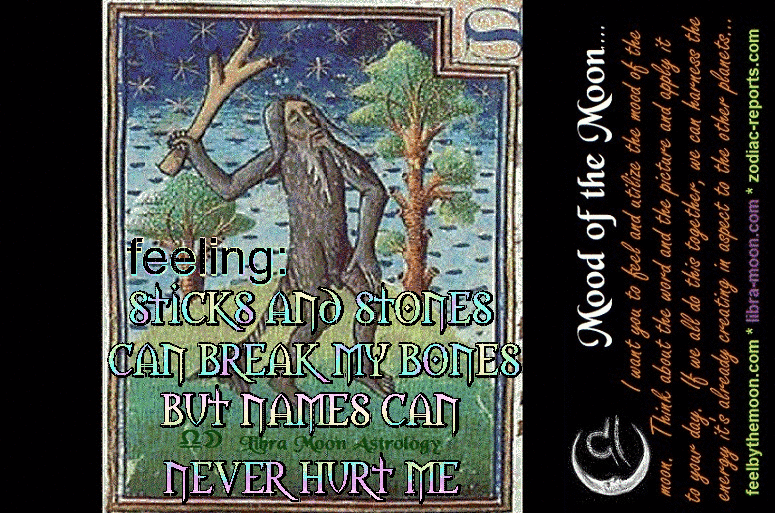 S
feeling:
STICKS AND STONES
CAN BREAK MY BONES
BUT NAMES CAN
Libra Moon Astrology
NEVER HURT ME
Mood of the Moon....
I want you to feel and utilize the mood of the
moon. Think about the word and the picture and apply it
to your day. If we all do this together, we can harness the
energy it's already creating in aspect to the other planets...
feelbythemoon.com * libra-moon.com * zodiac-reports.com